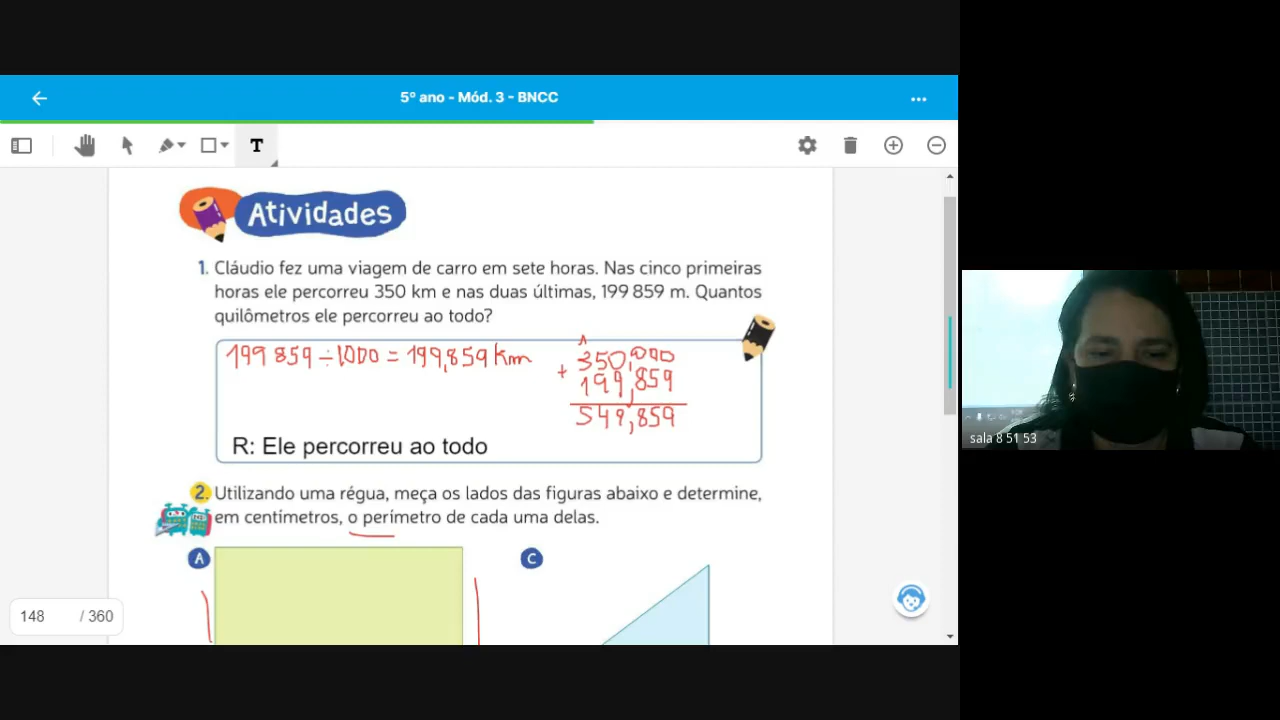 5º ano - Mód. 3 - BNCC
T
Atividades
1. Cláudio fez uma viagem de carro em sete horas. Nas cinco primeiras
horas ele percorreu 350 km e nas duas últimas, 199 859 m. Quantos
quilômetros ele percorreu ao todo?
199 859 ÷ 1000 = 199,859 km
1
350,000
+ 199,859
549,859
R: Ele percorreu ao todo
2. Utilizando uma régua, meça os lados das figuras abaixo e determine,
em centímetros, o perímetro de cada uma delas.
A
C
148 / 360
sala 8 51 53